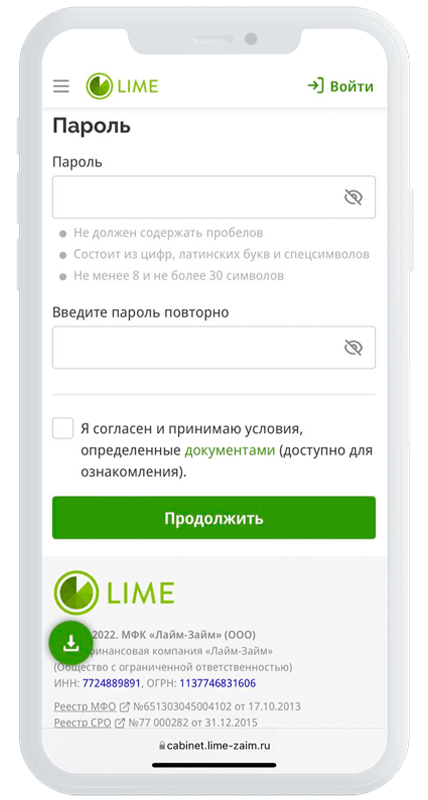 LIME
Войти
Пароль
Пароль
Не должен содержать пробелов
Состоит из цифр, латинских букв и спецсимволов
Не менее 8 и не более 30 символов
Введите пароль повторно
Я согласен и принимаю условия,
определенные документами (доступно для
ознакомления).
Продолжить
LIME
2022. МФК «Лайм-Займ» (ООО)
компания «Лайм-Займ»
(Общество с ограниченной ответственностью)
ИНН: 7724889891, ОГРН: 1137746831606
Реестр МФО №651303045004102 от 17.10.2013
Реестр СРО №77 000282 от 31.12.2015
cabinet.lime-zaim.ru